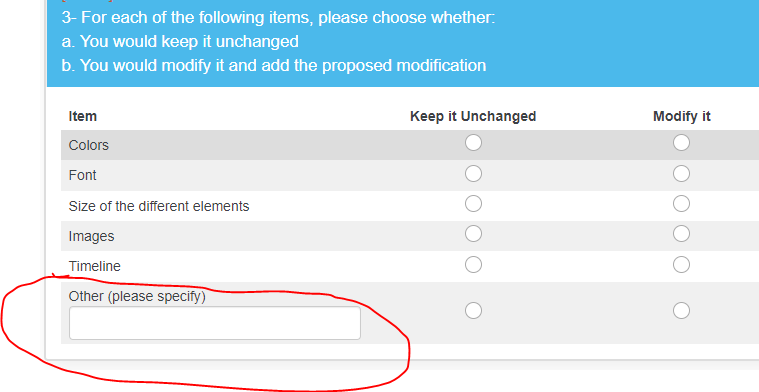 3- For each of the following items, please choose whether:
a. You would keep it unchanged
b. You would modify it and add the proposed modification
Item Keep it Unchanged Modify it
Colors
Font
Size of the different elements
Images
Timeline
Other (please specify)